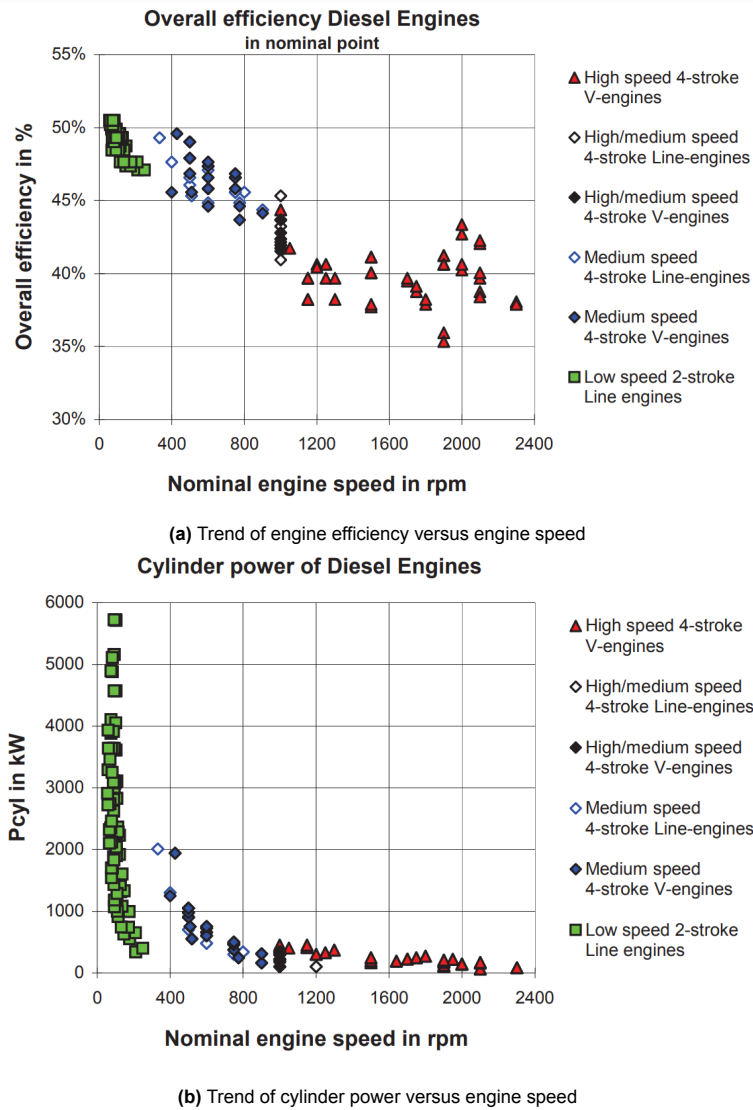 Overall efficiency Diesel Engines
in nominal point
55%
50%
45%
40%
35%
30%
Overall efficiency in %
0 400 800 1200 1600 2000 2400
Nominal engine speed in rpm
High speed 4-stroke
V-engines
High/medium speed
4-stroke Line-engines
High/medium speed
4-stroke V-engines
Medium speed
4-stroke Line-engines
Medium speed
4-stroke V-engines
Low speed 2-stroke
Line engines
(a) Trend of engine efficiency versus engine speed
Cylinder power of Diesel Engines
6000
5000
4000
3000
2000
1000
0
Pcyl in kW
0 400 800 1200 1600 2000 2400
Nominal engine speed in rpm
High speed 4-stroke
V-engines
High/medium speed
4-stroke Line-engines
High/medium speed
4-stroke V-engines
Medium speed
4-stroke Line-engines
Medium speed
4-stroke V-engines
Low speed 2-stroke
Line engines
(b) Trend of cylinder power versus engine speed